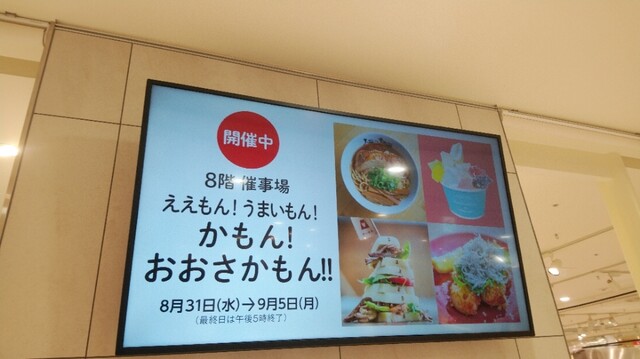 開催中
8階 催事場
ええもん!うまいもん!
かもん!
おおさかもん!!
8月31日(水)→9月5日(月)
(最終日は午後5時終了)